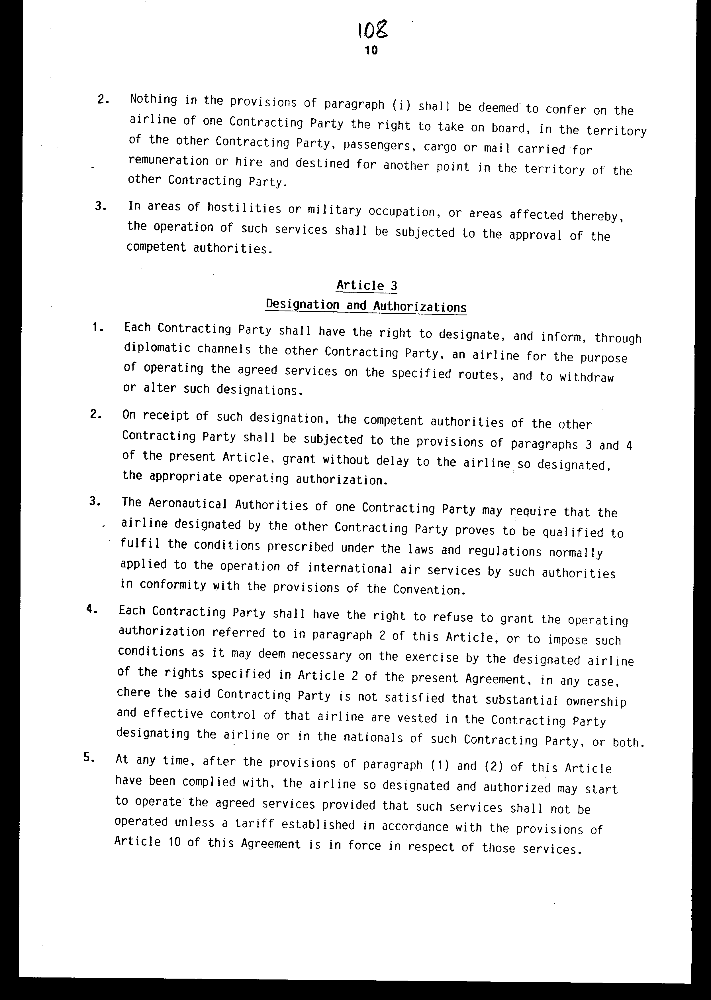 108
10
2. Nothing in the provisions of paragraph (i) shall be deemed to confer on the
airline of one Contracting Party the right to take on board, in the territory
of the other Contracting Party, passengers, cargo or mail carried for
remuneration or hire and destined for another point in the territory of the
other Contracting Party.
3. In areas of hostilities or military occupation, or areas affected thereby,
the operation of such services shall be subjected to the approval of the
competent authorities.
Article 3
Designation and Authorizations
1. Each Contracting Party shall have the right to designate, and inform, through
diplomatic channels the other Contracting Party, an airline for the purpose
of operating the agreed services on the specified routes, and to withdraw
or alter such designations.
2. On receipt of such designation, the competent authorities of the other
Contracting Party shall be subjected to the provisions of paragraphs 3 and 4
of the present Article, grant without delay to the airline so designated,
the appropriate operating authorization.
3. The Aeronautical Authorities of one Contracting Party may require that the
airline designated by the other Contracting Party proves to be qualified to
fulfil the conditions prescribed under the laws and regulations normally
applied to the operation of international air services by such authorities
in conformity with the provisions of the Convention.
4. Each Contracting Party shall have the right to refuse to grant the operating
authorization referred to in paragraph 2 of this Article, or to impose such
conditions as it may deem necessary on the exercise by the designated airline
of the rights specified in Article 2 of the present Agreement, in any case,
chere the said Contracting Party is not satisfied that substantial ownership
and effective control of that airline are vested in the Contracting Party
designating the airline or in the nationals of such Contracting Party, or both.
5. At any time, after the provisions of paragraph (1) and (2) of this Article
have been complied with, the airline so designated and authorized may start
to operate the agreed services provided that such services shall not be
operated unless a tariff established in accordance with the provisions of
Article 10 of this Agreement is in force in respect of those services.